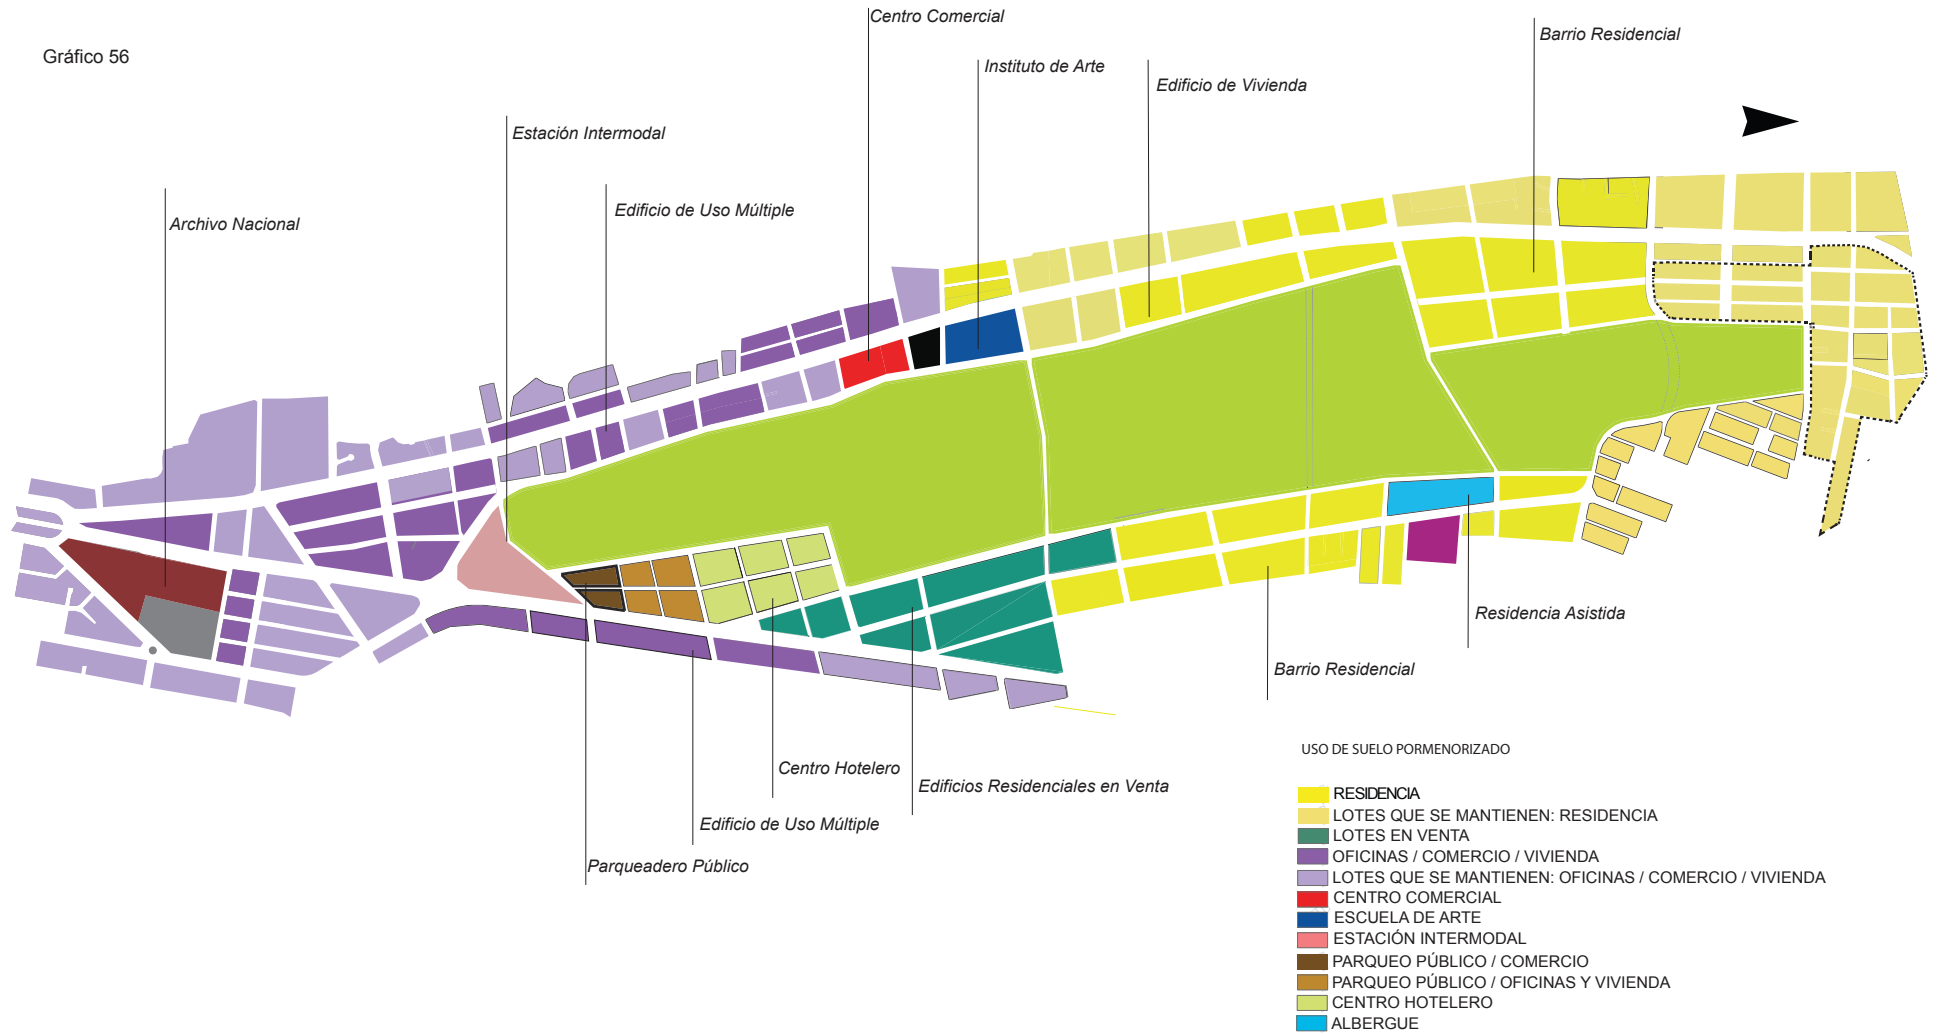 Centro Comercial
Barrio Residencial
Gráfico 56
Instituto de Arte
Edificio de Vivienda
Estación Intermodal
Edificio de Uso Múltiple
Archivo Nacional
Residencia Asistida
Barrio Residencial
Centro Hotelero
Edificios Residenciales en Venta
Edificio de Uso Múltiple
Parqueadero Público
USO DE SUELO PORMENORIZADO
RESIDENCIA
LOTES QUE SE MANTIENEN: RESIDENCIA
LOTES EN VENTA
OFICINAS / COMERCIO / VIVIENDA
LOTES QUE SE MANTIENEN: OFICINAS / COMERCIO / VIVIENDA
CENTRO COMERCIAL
ESCUELA DE ARTE
ESTACIÓN INTERMODAL
PARQUEO PÚBLICO / COMERCIO
PARQUEO PÚBLICO / OFICINAS Y VIVIENDA
CENTRO HOTELERO
ALBERGUE